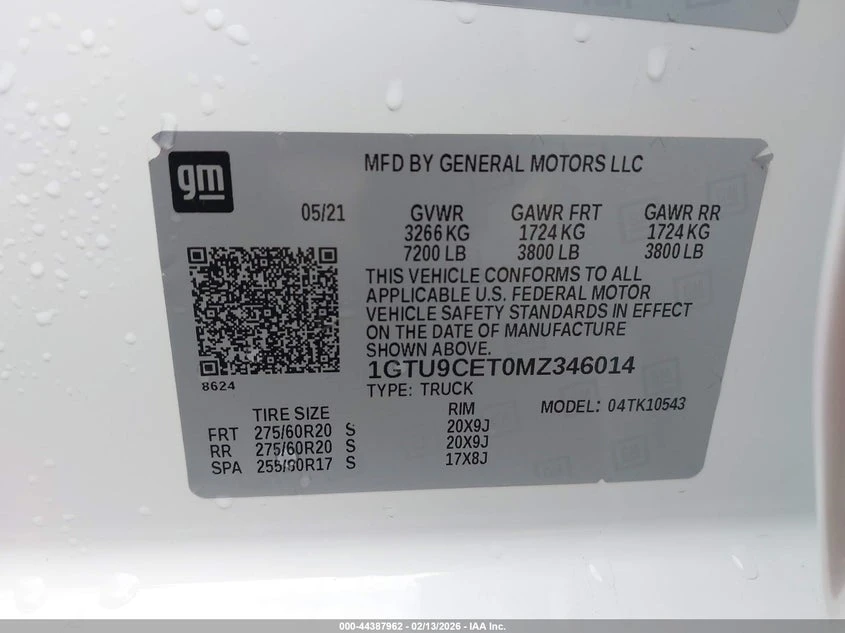 gm
MFD BY GENERAL MOTORS LLC
05/21 GVWR GAWR FRT GAWR RR
3266 KG 1724 KG 1724 KG
7200 LB 3800 LB 3800 LB
THIS VEHICLE CONFORMS TO ALL
APPLICABLE U.S. FEDERAL MOTOR
VEHICLE SAFETY STANDARDS IN EFFECT
ON THE DATE OF MANUFACTURE
SHOWN ABOVE.
1GTU9CET0MZ346014
8624
TYPE: TRUCK
TIRE SIZE RIM MODEL: 04TK10543
FRT 275/60R20 S 20X9J
RR 275/60R20 S 20X9J
SPA 255/80R17 S 17X8J
000-44387962 - 02/13/2026 - IAA Inc.